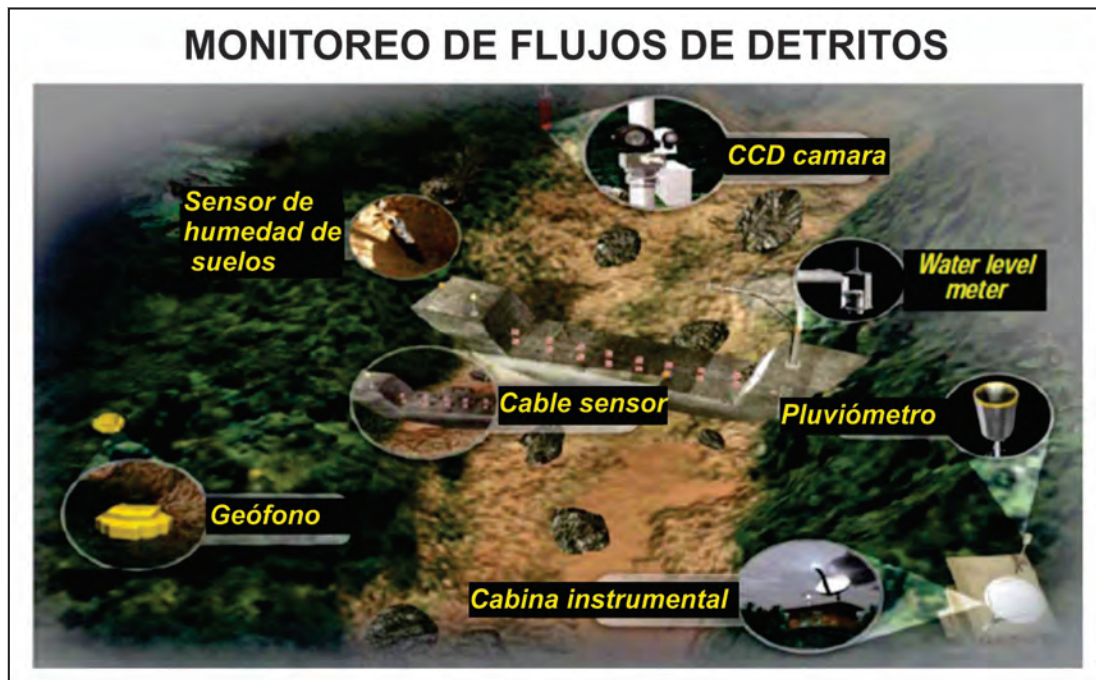 MONITOREO DE FLUJOS DE DETRITOS
CCD camara
Sensor de
humedad de
suelos
Water level
meter
Cable sensor
Pluviómetro
Geófono
Cabina instrumental